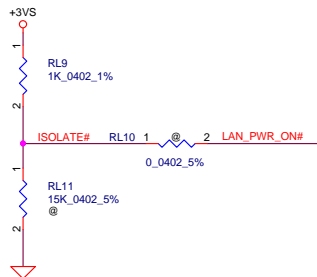 +3VS
1
RL9
1K_0402_1%
2
ISOLATE#
RL10 1 @ 2
LAN_PWR_ON#
0_0402_5%
1
RL11
15K_0402_5%
@
2